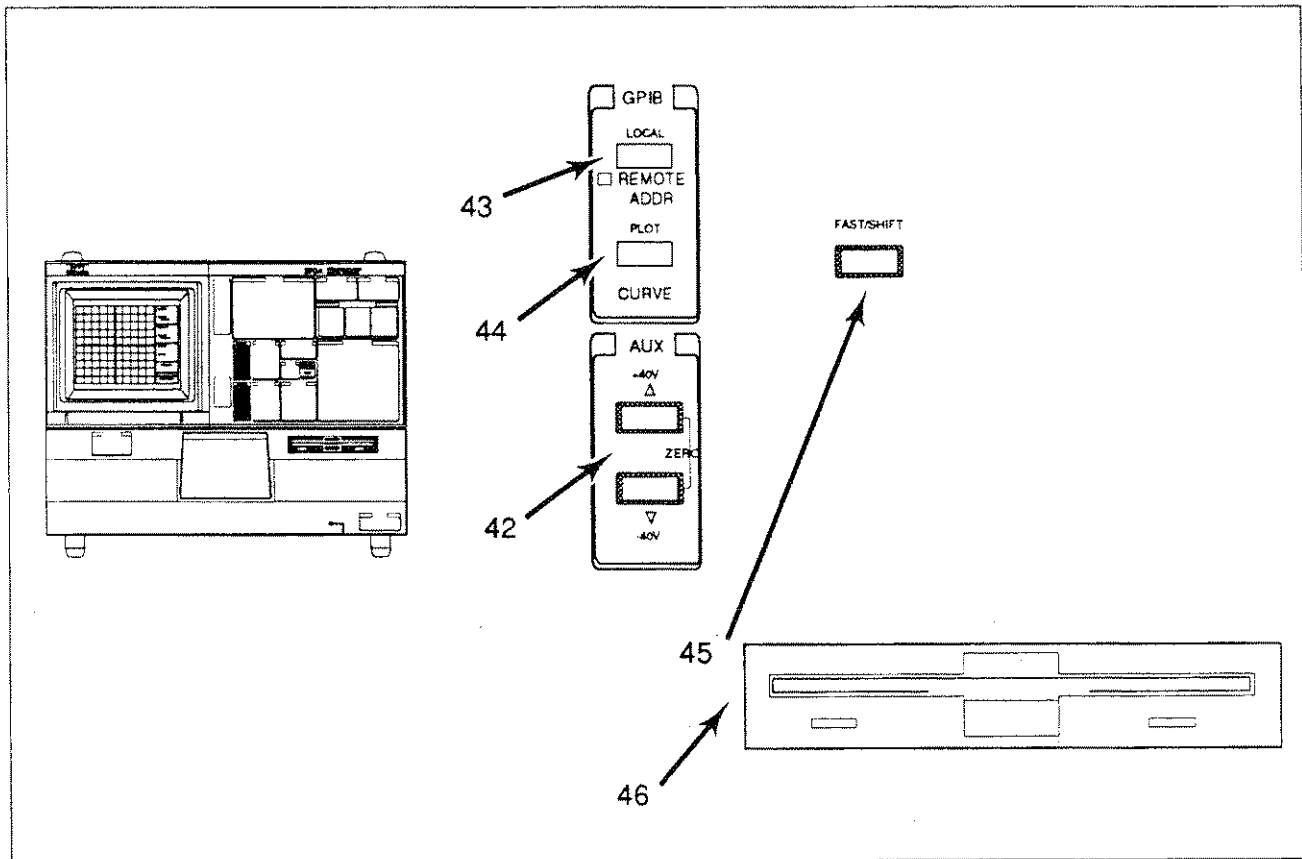 GPIB
LOCAL
REMOTE
ADDR
43
PLOT
44
CURVE
FAST/SHIFT
AUX
+40V
ZERO
42
-40V
45
46